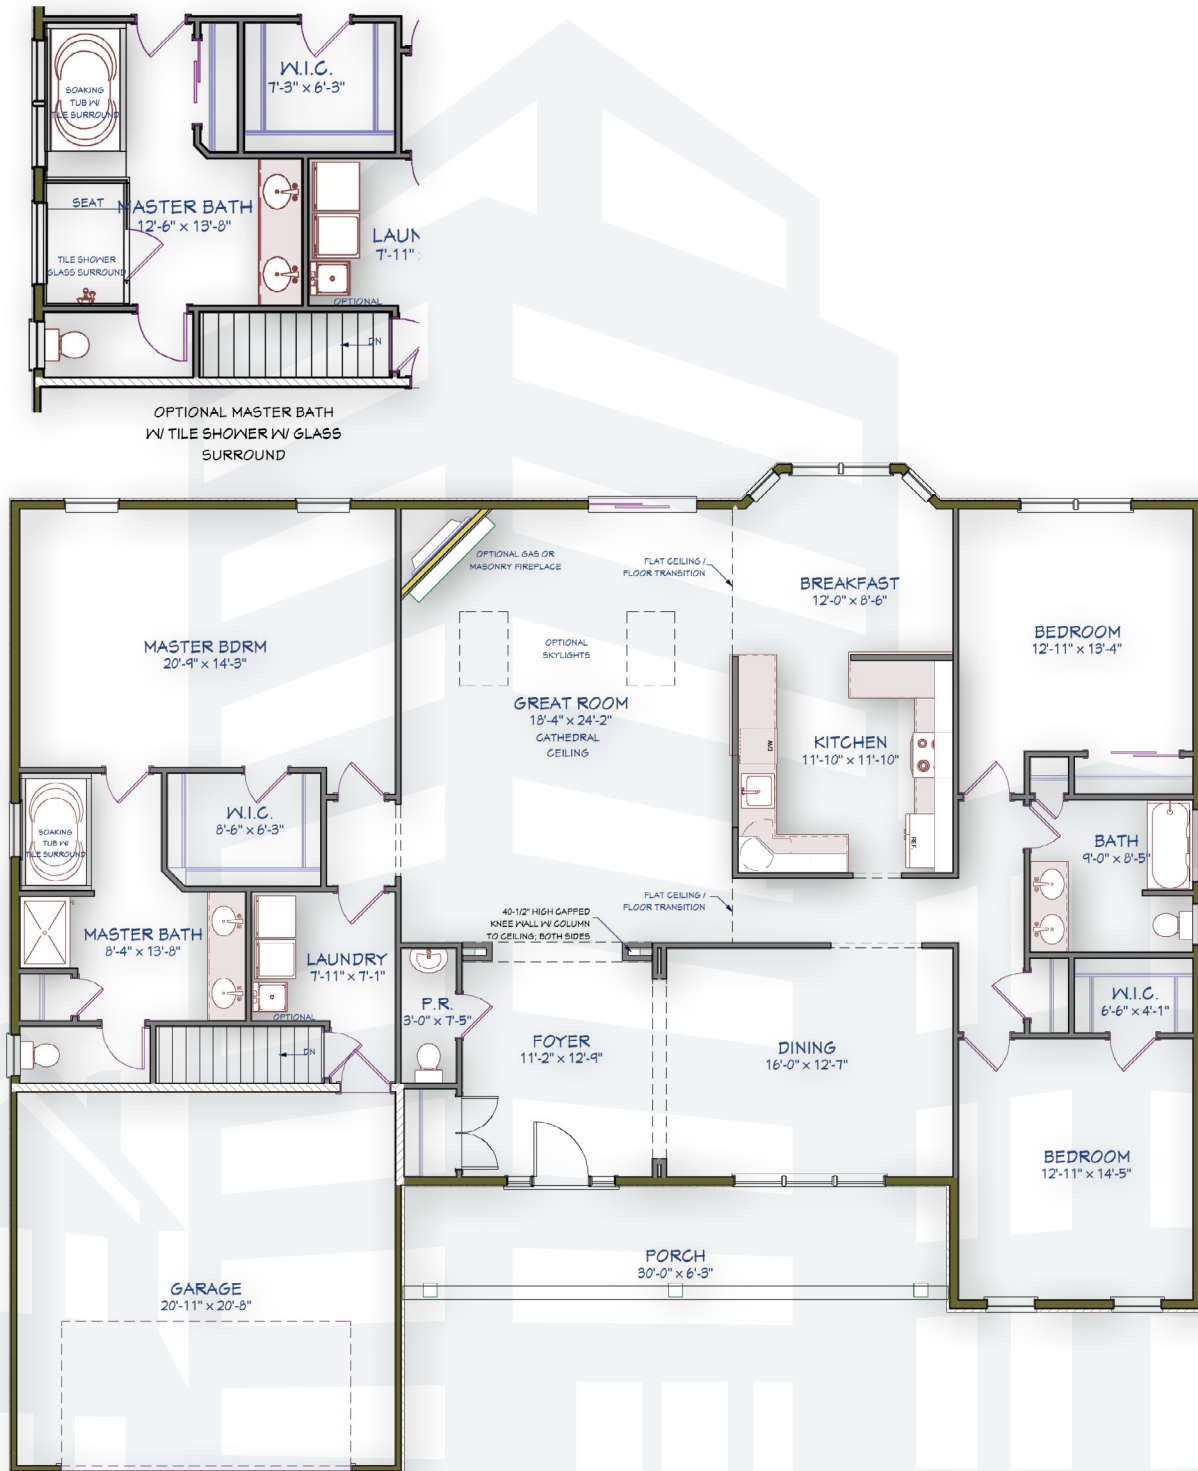 W.I.C.
7'-3" x 6'-3"
SOAKING
TUB W/
TILE SURROUND
SEAT
MASTER BATH
12'-6" x 13'-8"
LAUN
7'-11"
TILE SHOWER
GLASS SURROUND
OPTIONAL
DN
OPTIONAL MASTER BATH
W/ TILE SHOWER W/ GLASS
SURROUND
OPTIONAL GAS OR
MASONRY FIREPLACE
FLAT CEILING /
FLOOR TRANSITION
BREAKFAST
12'-0" x 8'-6"
MASTER BDRM
20'-9" x 14'-3"
OPTIONAL
SKYLIGHTS
BEDROOM
12'-11" x 13'-4"
GREAT ROOM
18'-4" x 24'-2"
CATHEDRAL
CEILING
KITCHEN
11'-10" x 11'-10"
REF.
W.I.C.
8'-6" x 6'-3"
SOAKING
TUB W/
TILE SURROUND
BATH
9'-0" x 8'-5"
FLAT CEILING /
FLOOR TRANSITION
40-1/2" HIGH CAPPED
KNEE WALL W/ COLUMN
TO CEILING; BOTH SIDES
MASTER BATH
8'-4" x 13'-8"
LAUNDRY
7'-11" x 7'-1"
OPTIONAL
P.R.
3'-0" x 7'-5"
W.I.C.
6'-6" x 4'-1"
DN
FOYER
11'-2" x 12'-9"
DINING
16'-0" x 12'-7"
BEDROOM
12'-11" x 14'-5"
PORCH
30'-0" x 6'-3"
GARAGE
20'-11" x 20'-8"